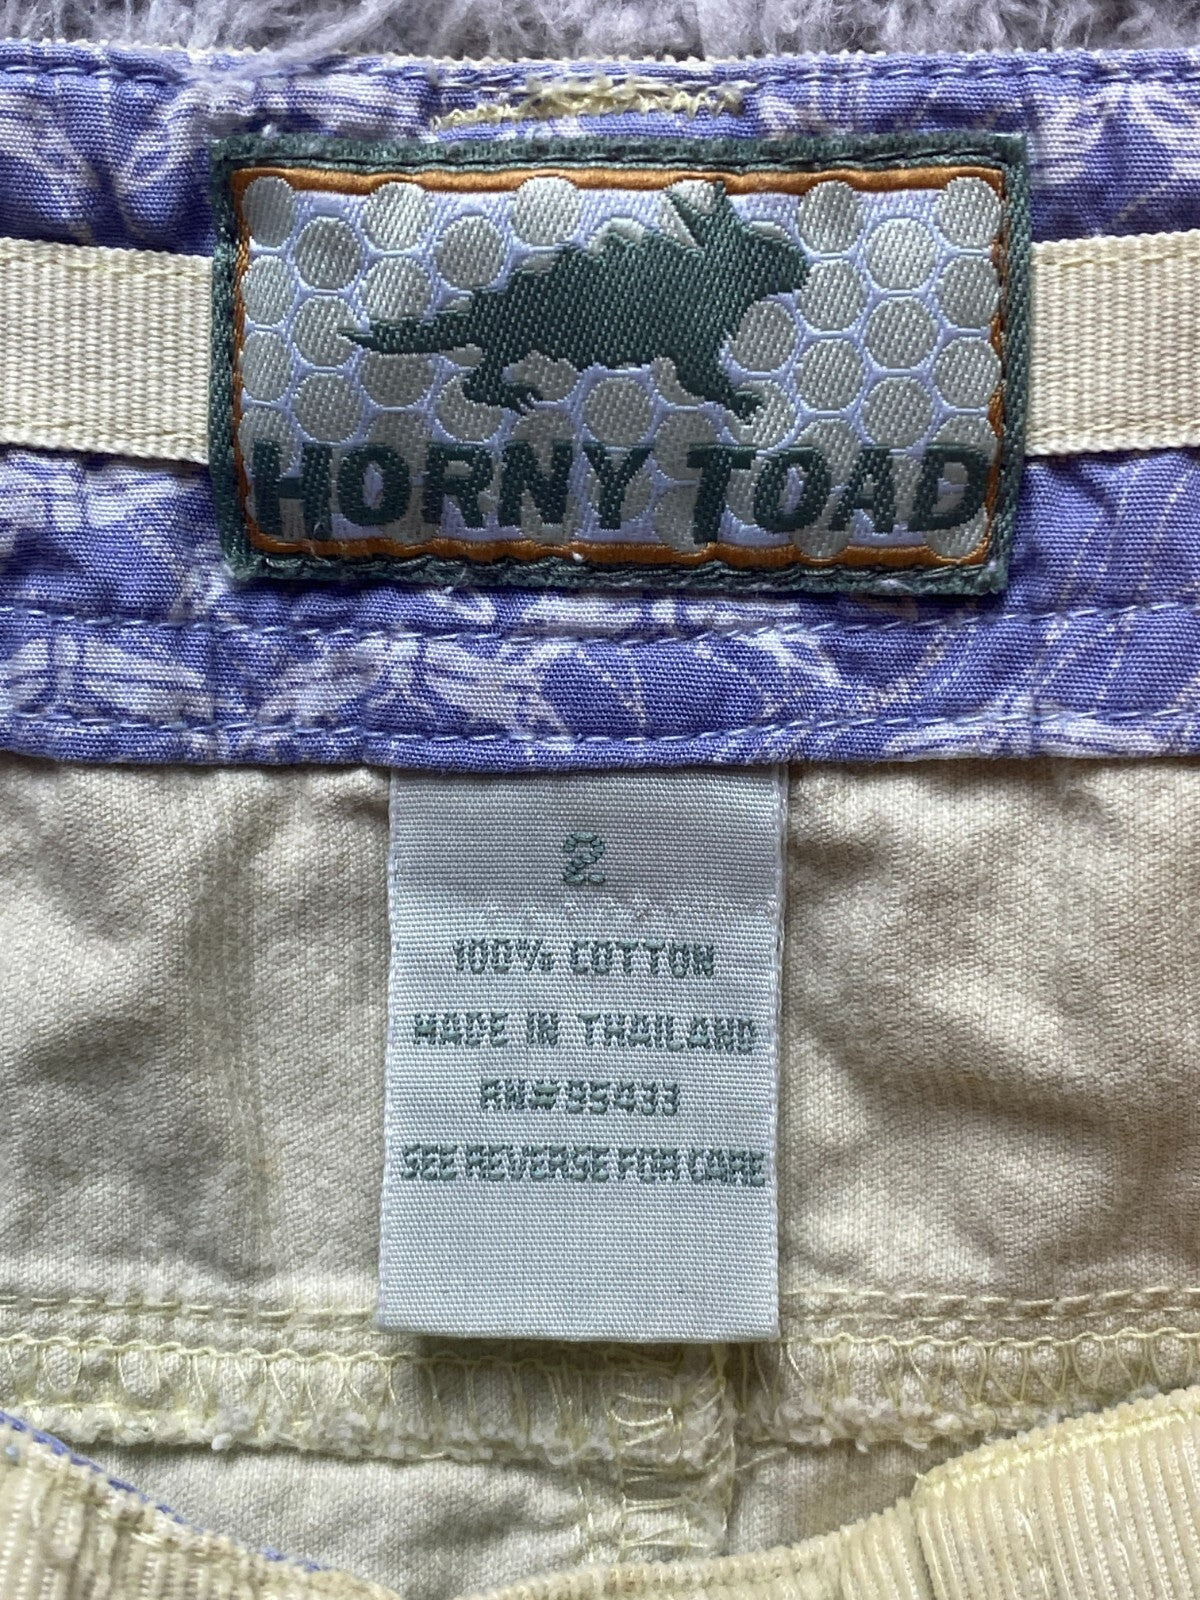 HORNY TOAD
2
100% COTTON
MADE IN THAILAND
RN#95433
SEE REVERSE FOR CARE